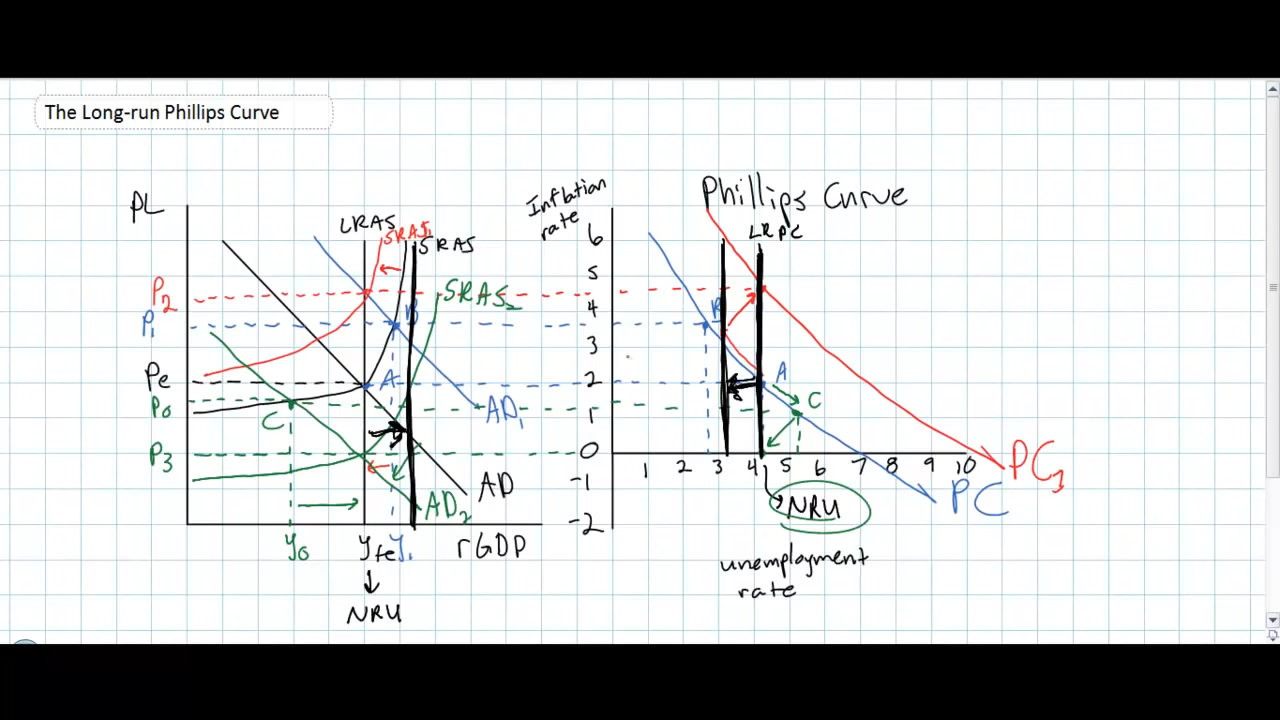 The Long-run Phillips Curve
PL
LRAS
SRAS1
SRAS
SRAS2
P2
P1
Pe
P0
P3
A
B
C
AD1
AD
AD2
y0
yfe
y1
rGDP
NRU
Inflation
rate
6
5
4
3
2
1
0
-1
-2
Phillips Curve
LRPC
B
A
C
1 2 3 4 5 6 7 8 9 10
PC1
PC
NRU
unemployment
rate